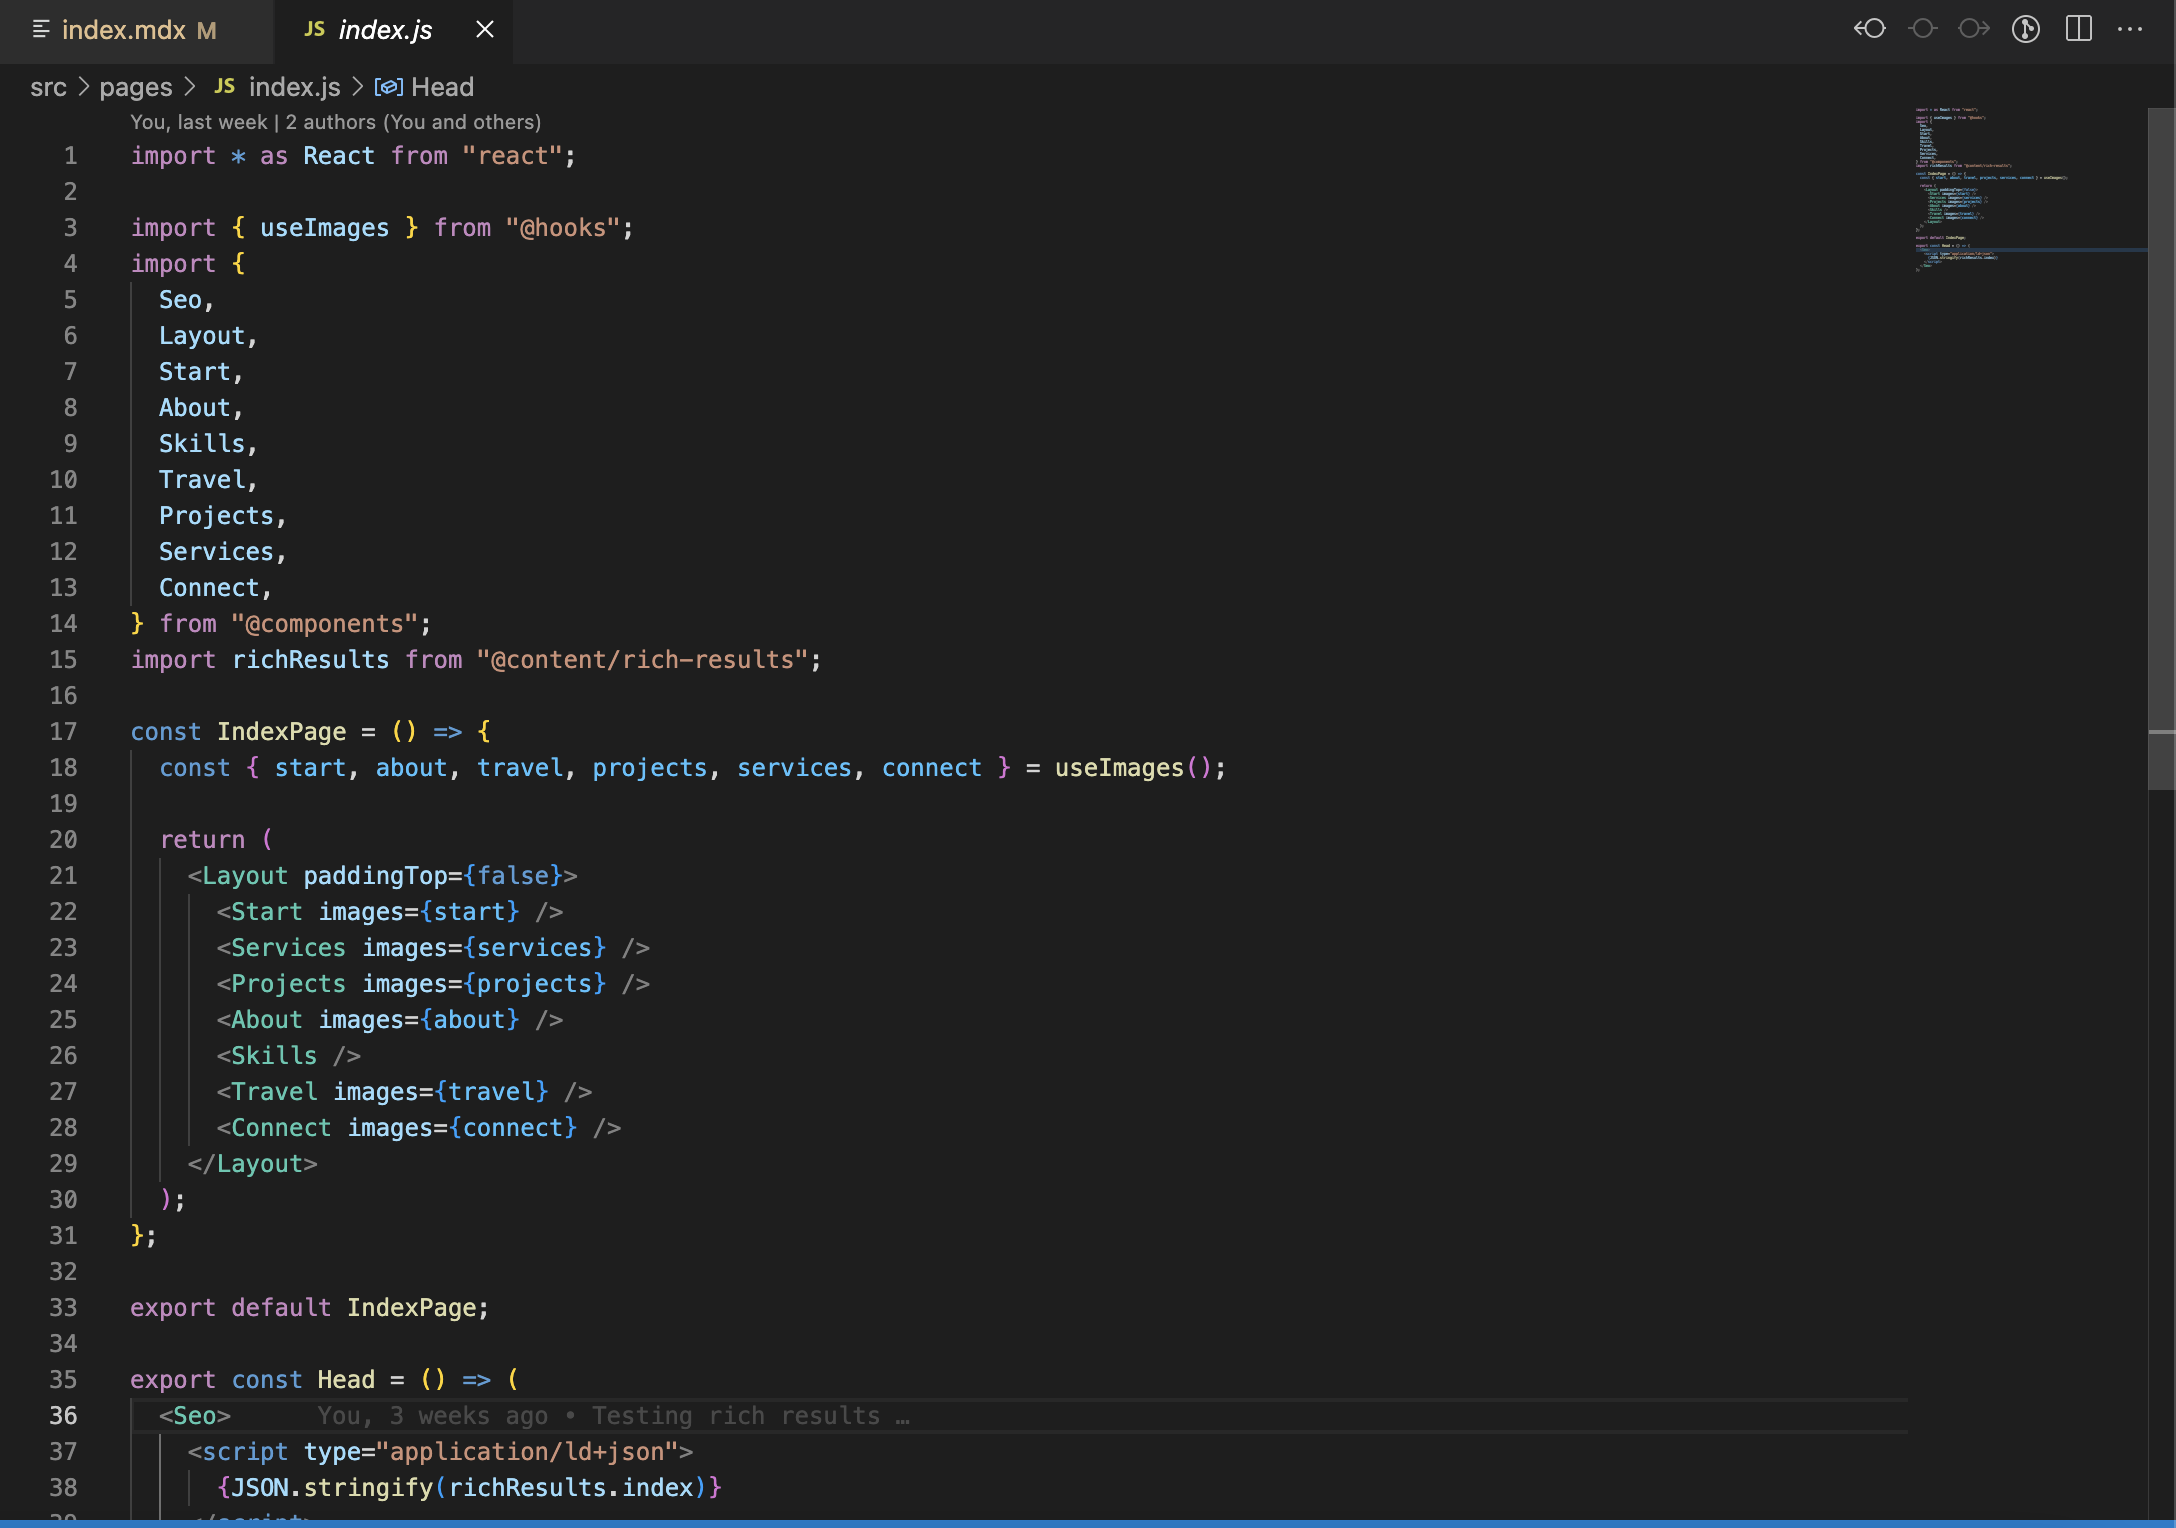 index.mdx M JS index.js
src > pages > JS index.js > Head
You, last week | 2 authors (You and others)
1 import * as React from "react";
2
3 import { useImages } from "@hooks";
4 import {
5 Seo,
6 Layout,
7 Start,
8 About,
9 Skills,
10 Travel,
11 Projects,
12 Services,
13 Connect,
14 } from "@components";
15 import richResults from "@content/rich-results";
16
17 const IndexPage = () => {
18 const { start, about, travel, projects, services, connect } = useImages();
19
20 return (
21 <Layout paddingTop={false}>
22 <Start images={start} />
23 <Services images={services} />
24 <Projects images={projects} />
25 <About images={about} />
26 <Skills />
27 <Travel images={travel} />
28 <Connect images={connect} />
29 </Layout>
30 );
31 };
32
33 export default IndexPage;
34
35 export const Head = () => (
36 <Seo> You, 3 weeks ago • Testing rich results …
37 <script type="application/ld+json">
38 {JSON.stringify(richResults.index)}
39 </script>